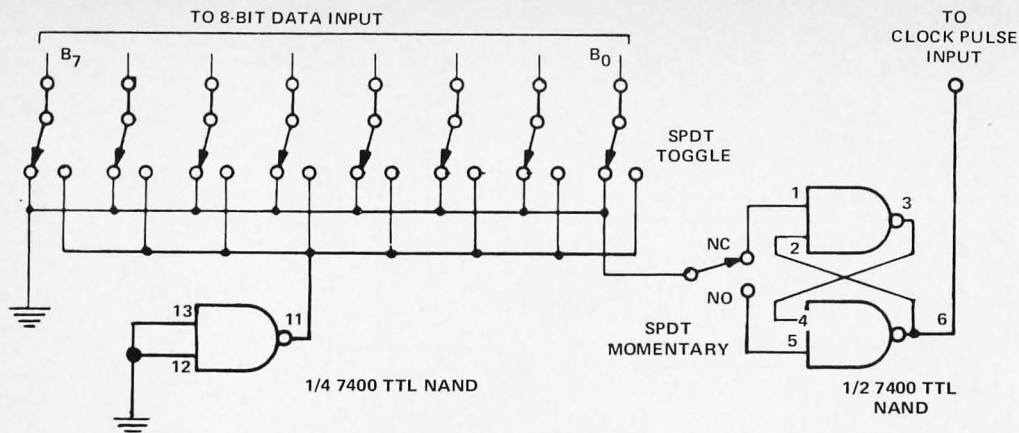 TO 8-BIT DATA INPUT
TO
CLOCK PULSE
INPUT
B7
B0
SPDT
TOGGLE
1
3
2
NC
NO
4
6
5
SPDT
MOMENTARY
13
11
12
1/4 7400 TTL NAND
1/2 7400 TTL
NAND